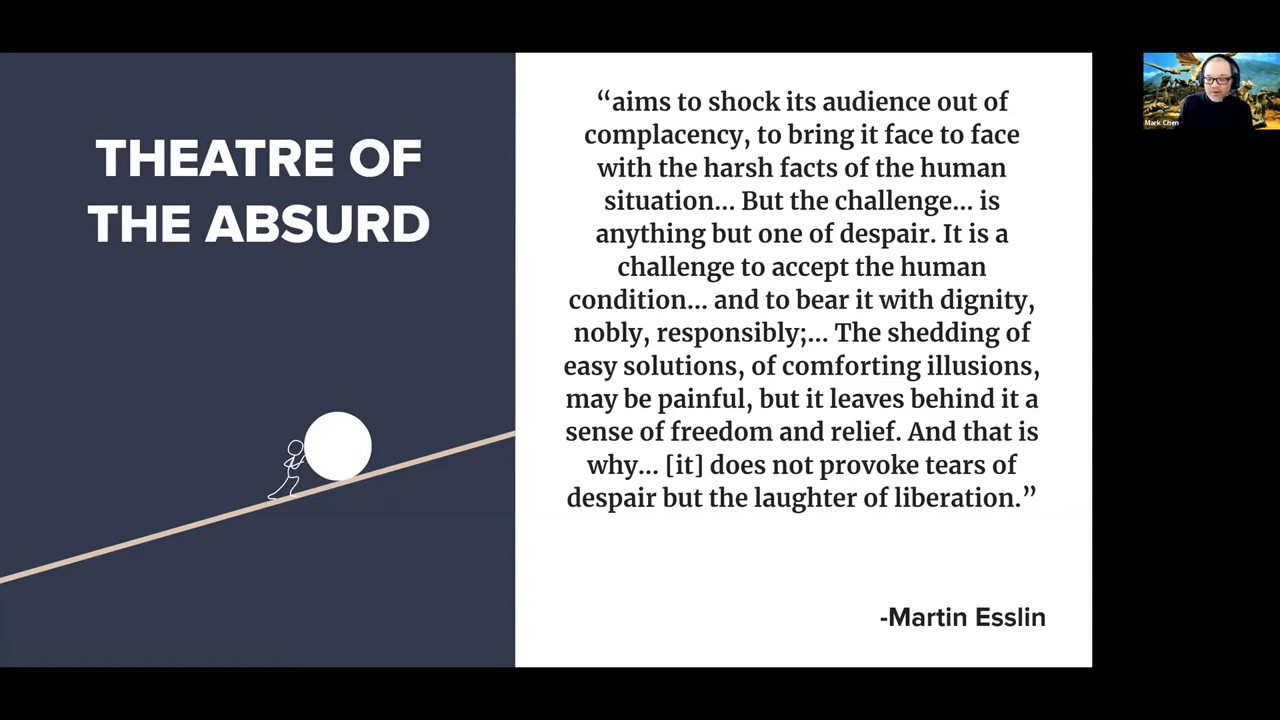 THEATRE OF
THE ABSURD
“aims to shock its audience out of
complacency, to bring it face to face
with the harsh facts of the human
situation... But the challenge... is
anything but one of despair. It is a
challenge to accept the human
condition... and to bear it with dignity,
nobly, responsibly;... The shedding of
easy solutions, of comforting illusions,
may be painful, but it leaves behind it a
sense of freedom and relief. And that is
why... [it] does not provoke tears of
despair but the laughter of liberation.”
-Martin Esslin
Mark Chen